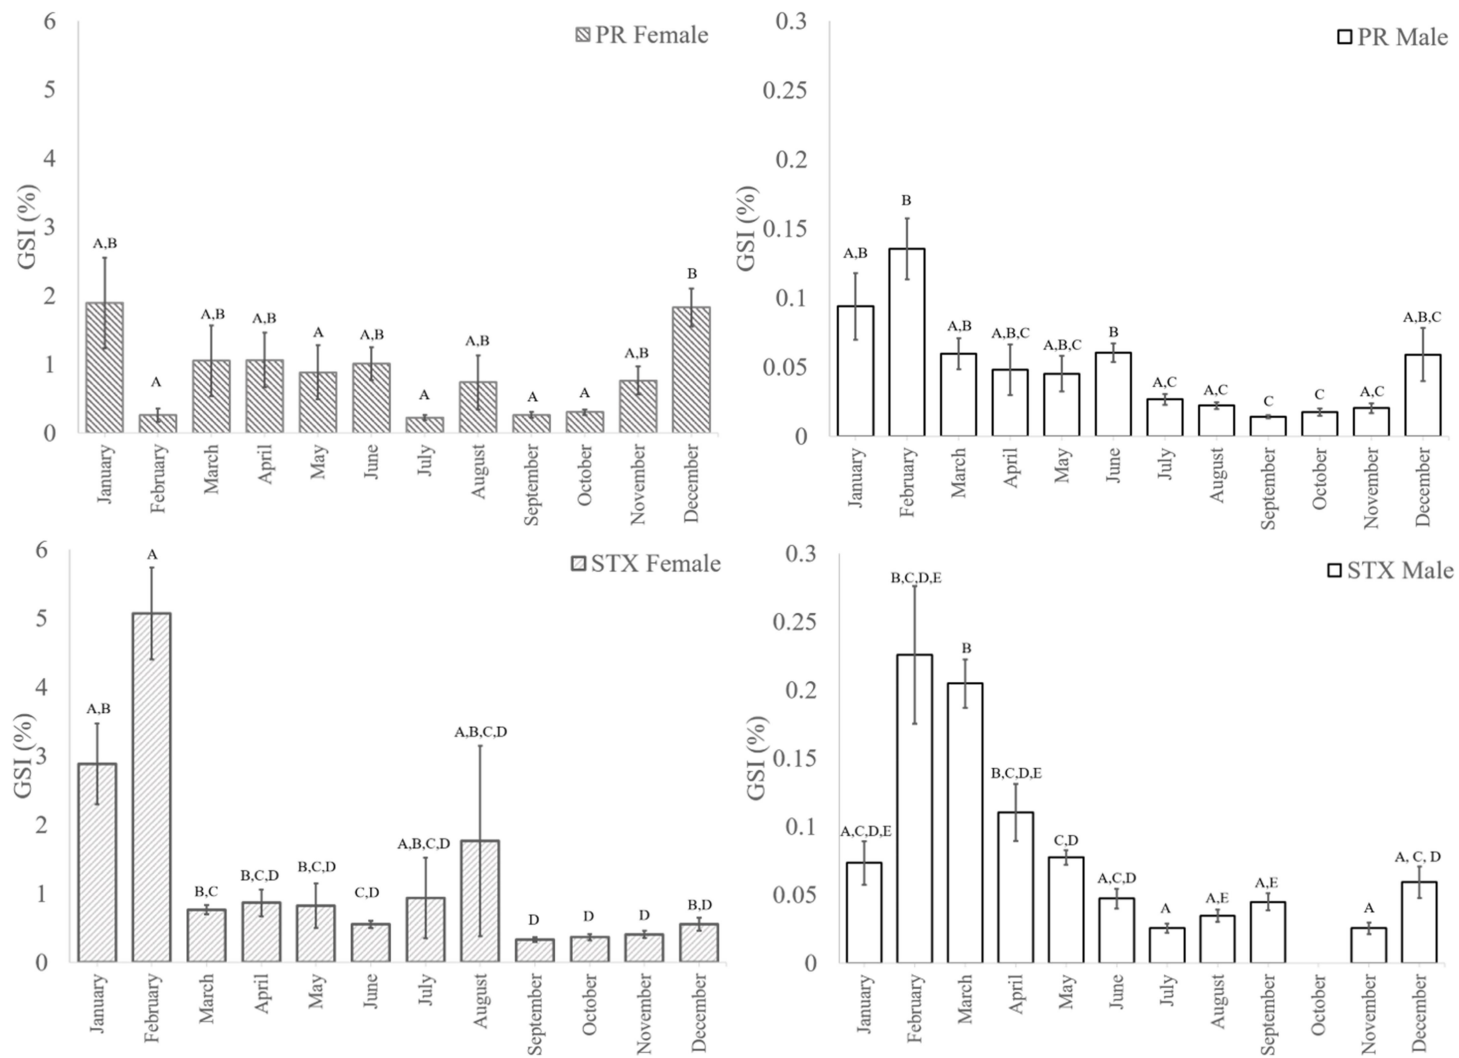 6
5
4
3
2
1
0
GSI (%)
PR Female
A,B
A
A,B
A,B
A
A,B
A
A,B
A
A
A,B
B
January
February
March
April
May
June
July
August
September
October
November
December
0.3
0.25
0.2
0.15
0.1
0.05
0
GSI (%)
PR Male
A,B
B
A,B
A,B,C
A,B,C
B
A,C
A,C
C
C
A,C
A,B,C
January
February
March
April
May
June
July
August
September
October
November
December
6
5
4
3
2
1
0
GSI (%)
STX Female
A,B
A
B,C
B,C,D
B,C,D
C,D
A,B,C,D
A,B,C,D
D
D
D
B,D
January
February
March
April
May
June
July
August
September
October
November
December
0.3
0.25
0.2
0.15
0.1
0.05
0
GSI (%)
STX Male
A,C,D,E
B,C,D,E
B
B,C,D,E
C,D
A,C,D
A
A,E
A,E
A
A, C, D
January
February
March
April
May
June
July
August
September
October
November
December